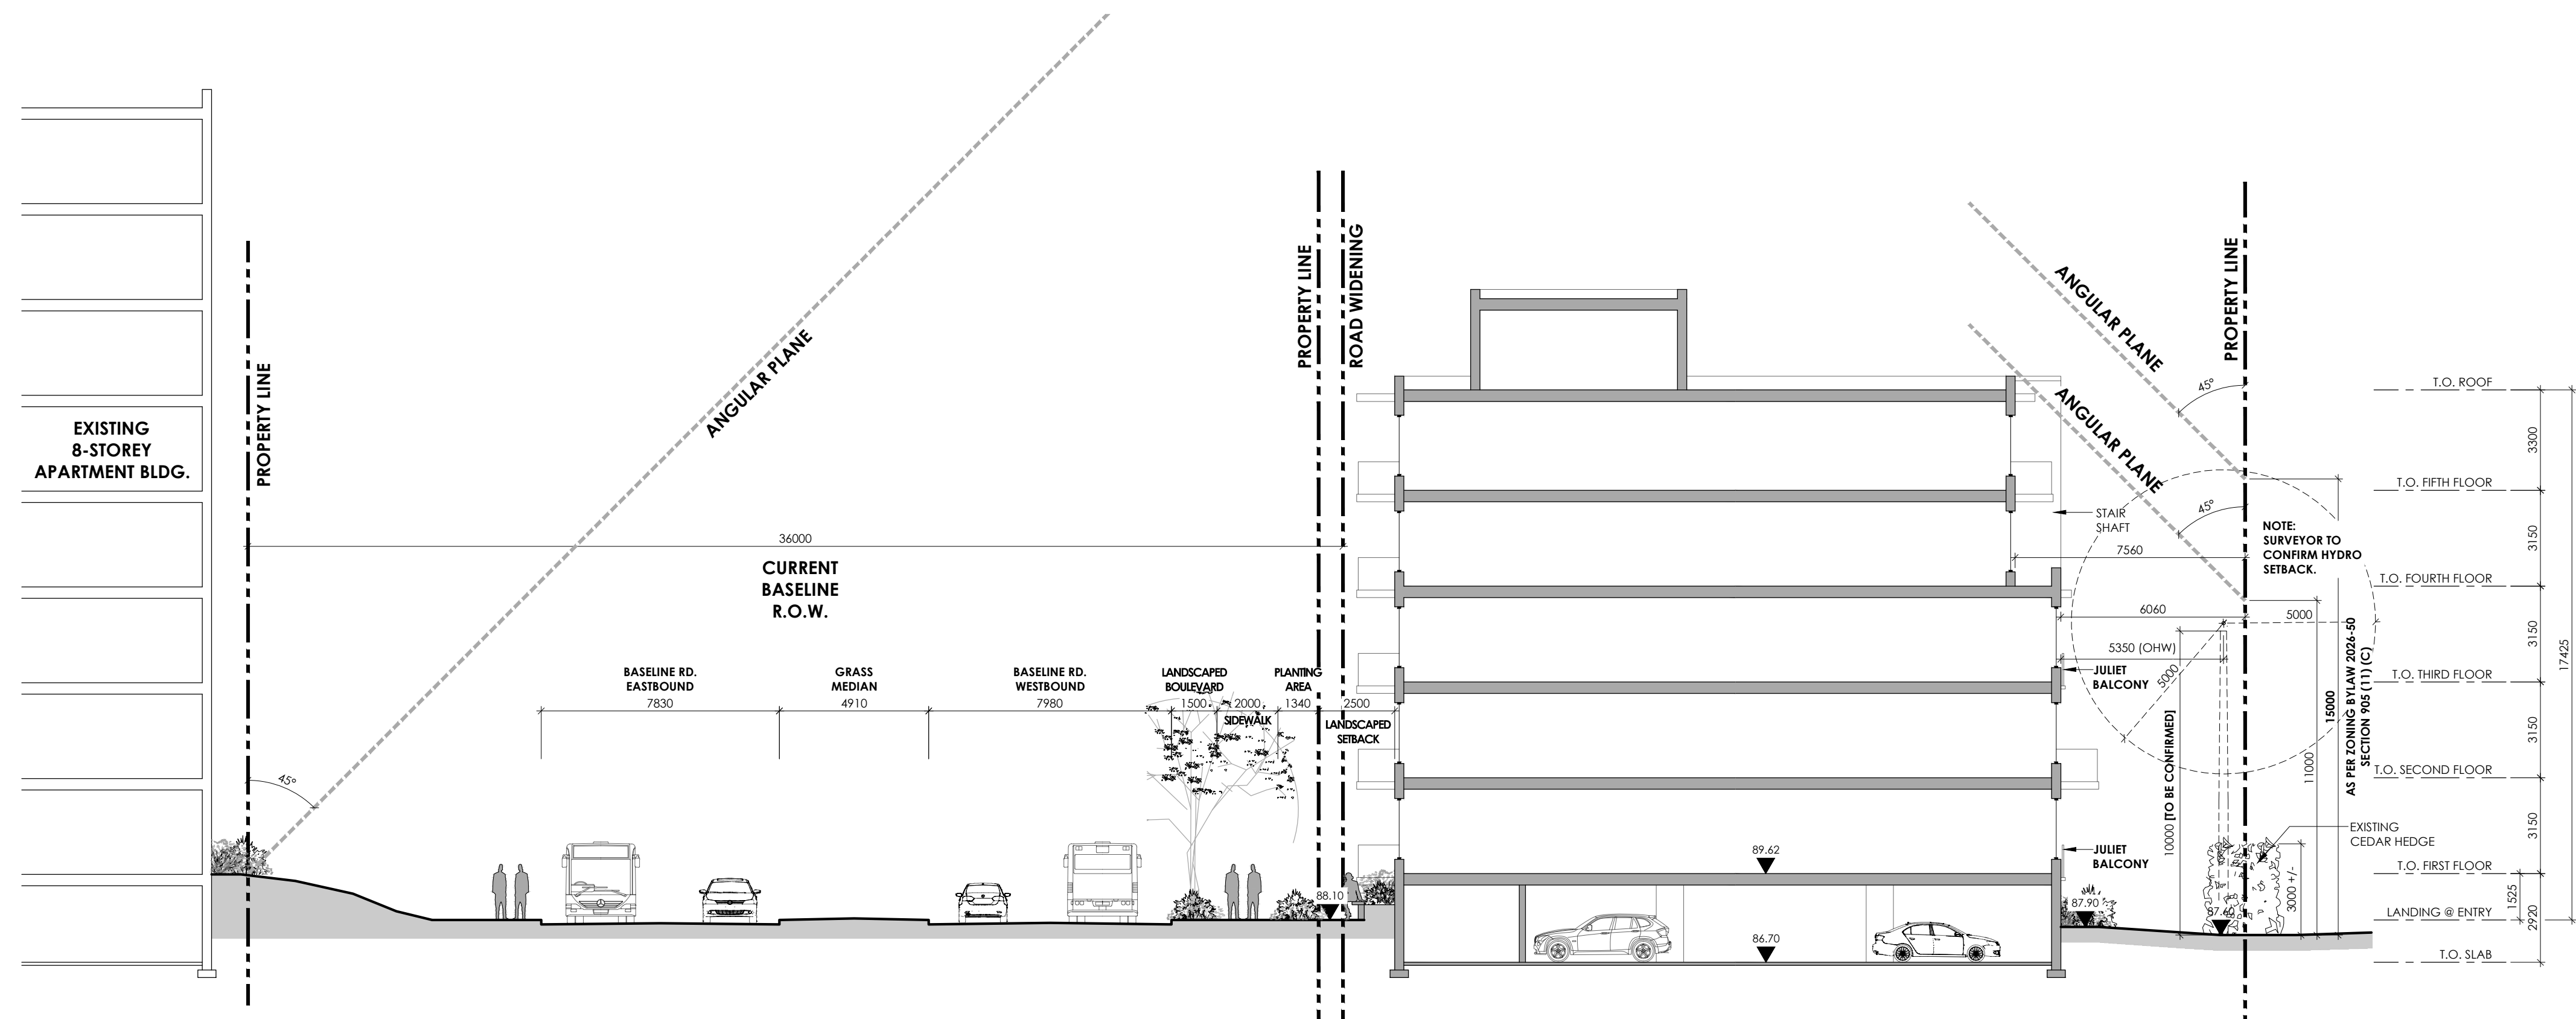 EXISTING
8-STOREY
APARTMENT BLDG.
PROPERTY LINE
45°
ANGULAR PLANE
36000
CURRENT
BASELINE
R.O.W.
BASELINE RD.
EASTBOUND
7830
GRASS
MEDIAN
4910
BASELINE RD.
WESTBOUND
7980
LANDSCAPED
BOULEVARD
1500
2000
SIDEWALK
PLANTING
AREA
1340
2500
LANDSCAPED
SETBACK
PROPERTY LINE
ROAD WIDENING
88.10
89.62
86.70
STAIR
SHAFT
JULIET
BALCONY
JULIET
BALCONY
87.90
87.60
ANGULAR PLANE
ANGULAR PLANE
PROPERTY LINE
45°
45°
7560
6060
5000
5350 (OHW)
5000
10000 [TO BE CONFIRMED]
NOTE:
SURVEYOR TO
CONFIRM HYDRO
SETBACK.
11000
15000
AS PER ZONING BYLAW 2026-50
SECTION 905 (11) (C)
EXISTING
CEDAR HEDGE
3000 +/-
T.O. ROOF
3300
T.O. FIFTH FLOOR
3150
T.O. FOURTH FLOOR
3150
T.O. THIRD FLOOR
3150
T.O. SECOND FLOOR
3150
T.O. FIRST FLOOR
1525
LANDING @ ENTRY
2920
T.O. SLAB
17425